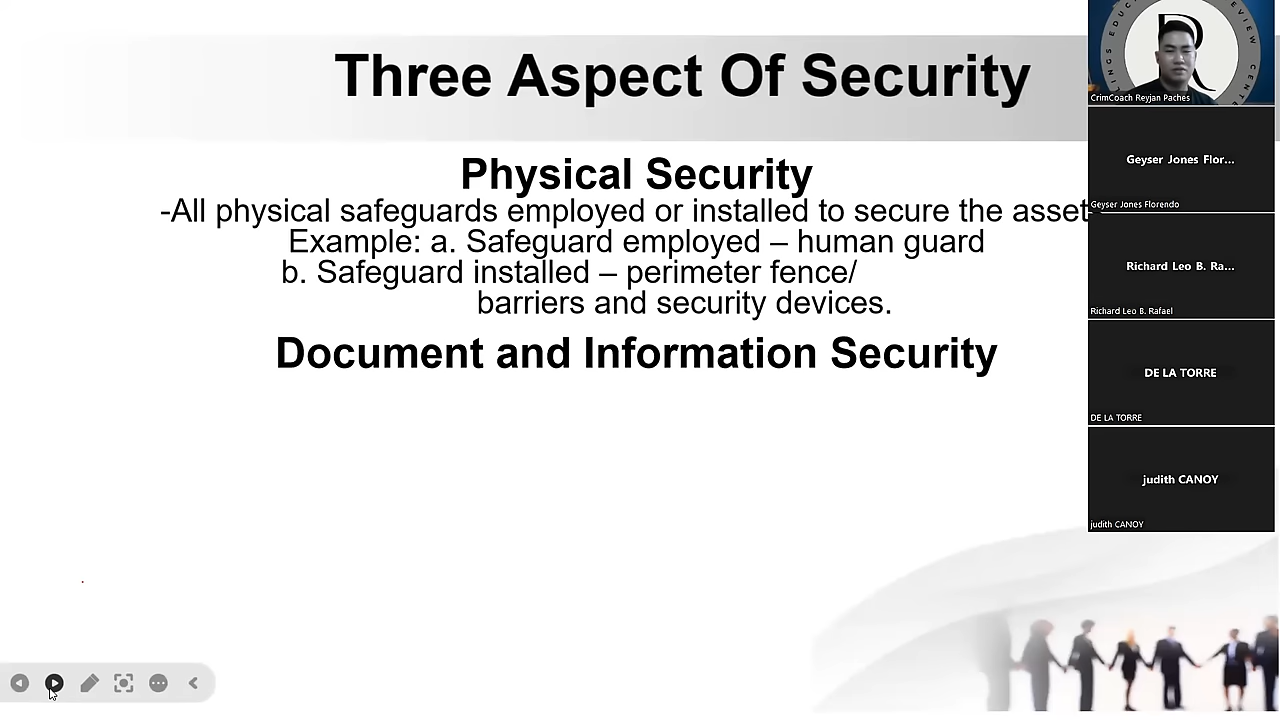 Three Aspect Of Security
Physical Security
-All physical safeguards employed or installed to secure the asset
Example: a. Safeguard employed – human guard
b. Safeguard installed – perimeter fence/
barriers and security devices.
Document and Information Security
CrimCoach Reyjan Paches
Geyser Jones Flor...
Geyser Jones Florendo
Richard Leo B. Ra...
Richard Leo B. Rafael
DE LA TORRE
DE LA TORRE
judith CANOY
judith CANOY